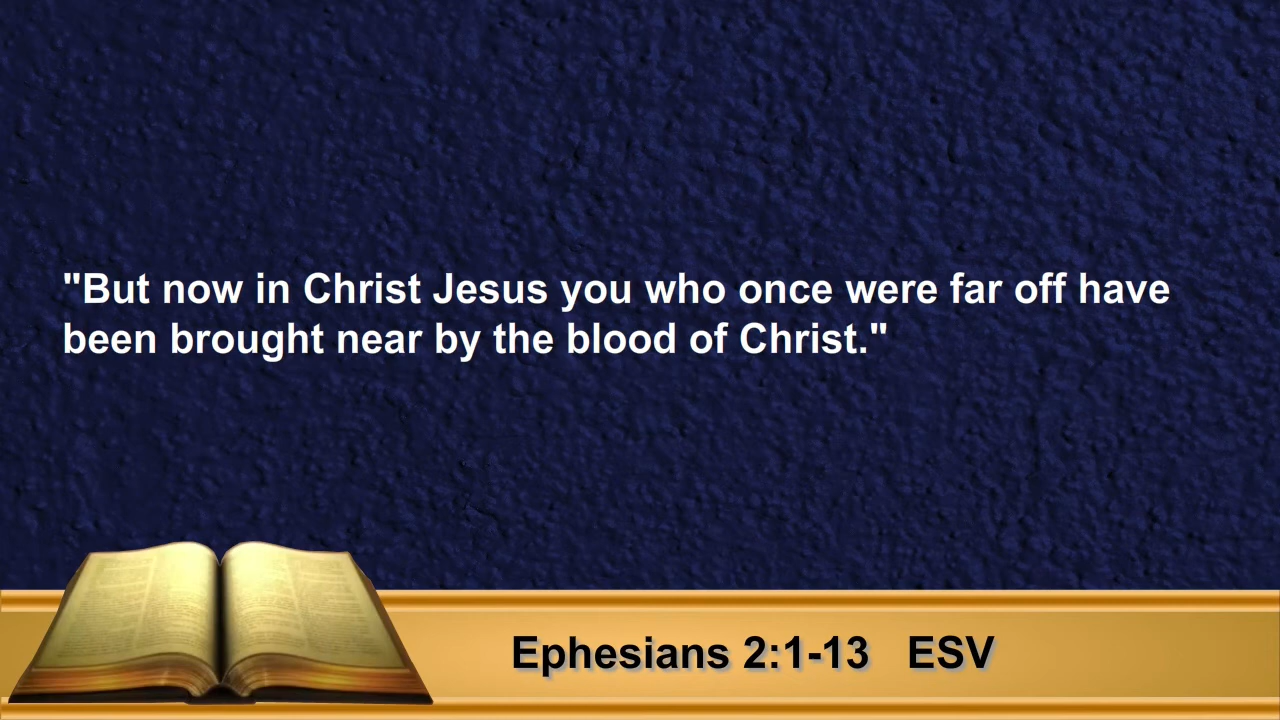 "But now in Christ Jesus you who once were far off have
been brought near by the blood of Christ."
Ephesians 2:1-13 ESV